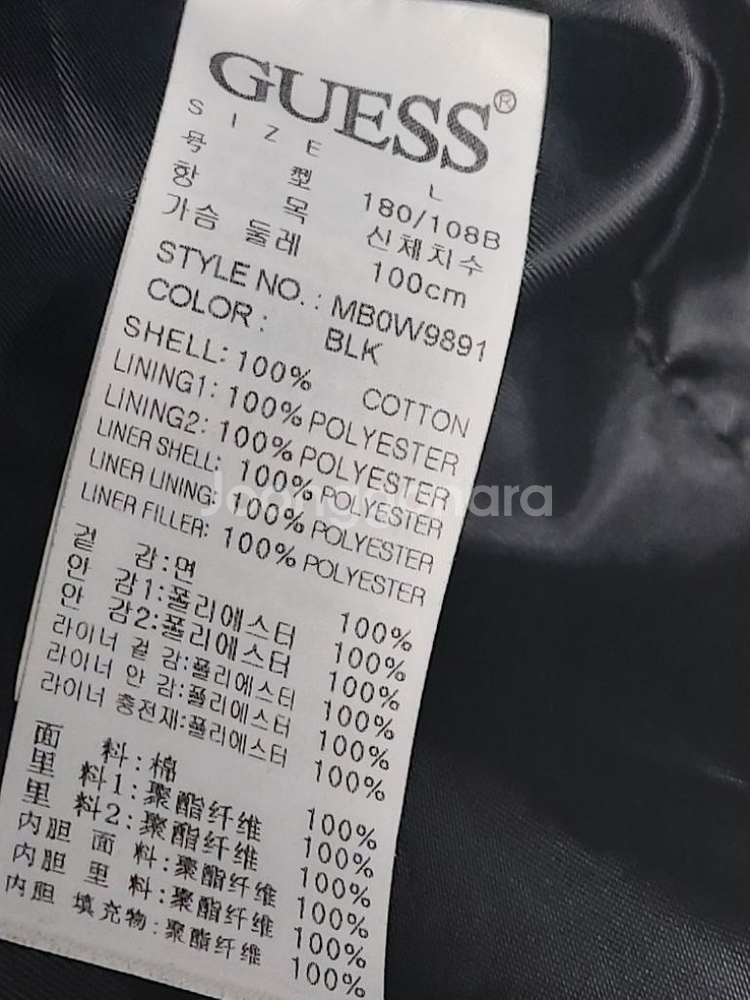 GUESS®
SIZE L
号 型 180/108B
항 목 신체치수
가슴 둘레 100cm
STYLE NO.: MB0W9891
COLOR: BLK
SHELL: 100% COTTON
LINING1: 100% POLYESTER
LINING2: 100% POLYESTER
LINER SHELL: 100% POLYESTER
LINER LINING: 100% POLYESTER
LINER FILLER: 100% POLYESTER
겉 감:면 100%
안 감1:폴리에스터 100%
안 감2:폴리에스터 100%
라이너 겉 감:폴리에스터 100%
라이너 안 감:폴리에스터 100%
라이너 충전재:폴리에스터 100%
面 料:棉 100%
里 料1:聚酯纤维 100%
里 料2:聚酯纤维 100%
内胆 面 料:聚酯纤维 100%
内胆 里 料:聚酯纤维 100%
内胆 填充物:聚酯纤维 100%
Joonggonara